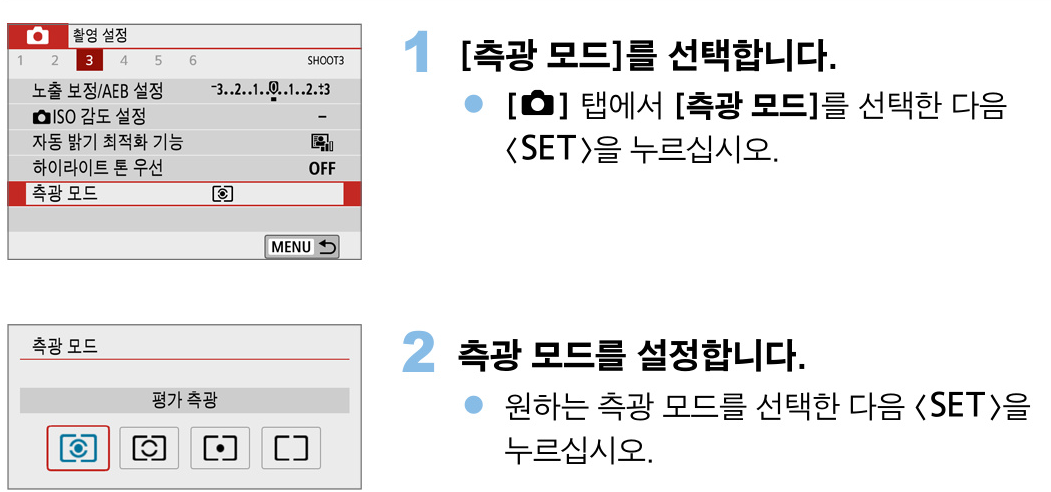 촬영 설정
1 2 3 4 5 6 SHOOT3
노출 보정/AEB 설정 -3..2..1..0..1..2.:+3
ISO 감도 설정 –
자동 밝기 최적화 기능
하이라이트 톤 우선 OFF
측광 모드
MENU
1 [측광 모드]를 선택합니다.
● [ ] 탭에서 [측광 모드]를 선택한 다음
〈SET〉을 누르십시오.
측광 모드
평가 측광
2 측광 모드를 설정합니다.
● 원하는 측광 모드를 선택한 다음 〈SET〉을
누르십시오.